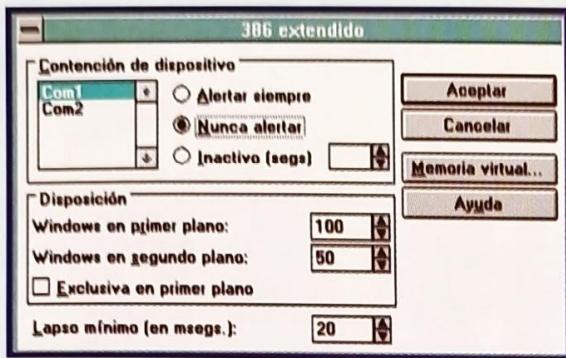 386 extendido
Contención de dispositivo
Com1
Com2
Alertar siempre
Nunca alertar
Inactivo (segs)
Aceptar
Cancelar
Memoria virtual...
Ayuda
Disposición
Windows en primer plano: 100
Windows en segundo plano: 50
Exclusiva en primer plano
Lapso mínimo (en msegs.): 20